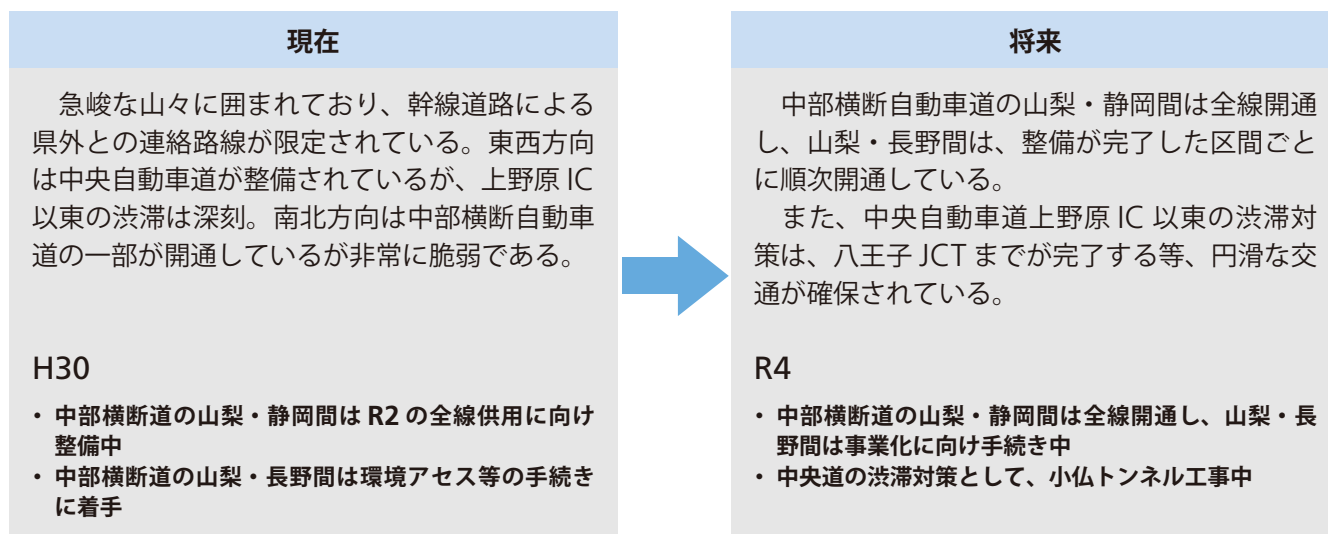 現在
急峻な山々に囲まれており、幹線道路による
県外との連絡路線が限定されている。東西方向
は中央自動車道が整備されているが、上野原 IC
以東の渋滞は深刻。南北方向は中部横断自動車
道の一部が開通しているが非常に脆弱である。
H30
・ 中部横断道の山梨・静岡間は R2 の全線供用に向け
整備中
・ 中部横断道の山梨・長野間は環境アセス等の手続き
に着手
将来
中部横断自動車道の山梨・静岡間は全線開通
し、山梨・長野間は、整備が完了した区間ごと
に順次開通している。
また、中央自動車道上野原 IC 以東の渋滞対
策は、八王子 JCT までが完了する等、円滑な交
通が確保されている。
R4
・ 中部横断道の山梨・静岡間は全線開通し、山梨・長
野間は事業化に向け手続き中
・ 中央道の渋滞対策として、小仏トンネル工事中